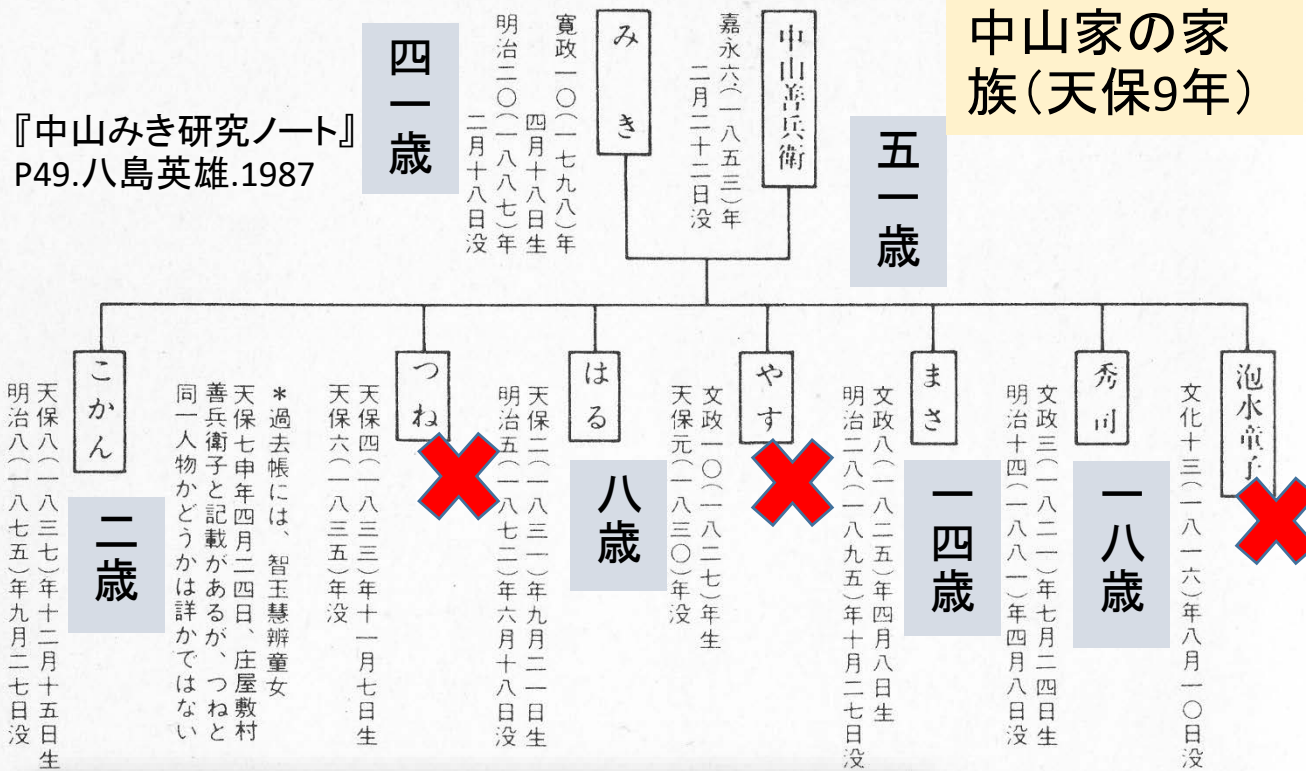 中山家の家
族（天保9年）
『中山みき研究ノート』
P49.八島英雄.1987
中山善兵衛
嘉永六（一八五三）年
二月二十二日没
五一歳
みき
寛政一〇（一七九八）年
四月十八日生
明治二〇（一八八七）年
二月十八日没
四一歳
泡水童子
文化十三（一八一六）年八月一〇日没
秀司
文政三（一八二一）年七月二四日生
明治十四（一八八一）年四月八日没
一八歳
まさ
文政八（一八二五）年四月八日生
明治二八（一八九五）年十月二七日没
一四歳
やす
文政一〇（一八二七）年生
天保元（一八三〇）年没
はる
天保二（一八三一）年九月二一日生
明治五（一八七二）年六月十八日没
八歳
つね
天保四（一八三三）年十一月七日生
天保六（一八三五）年没
＊過去帳には、智玉慧辨童女
天保七申年四月二四日、庄屋敷村
善兵衛子と記載があるが、つねと
同一人物かどうかは詳かではない
こかん
天保八（一八三七）年十二月十五日生
明治八（一八七五）年九月二七日没
二歳